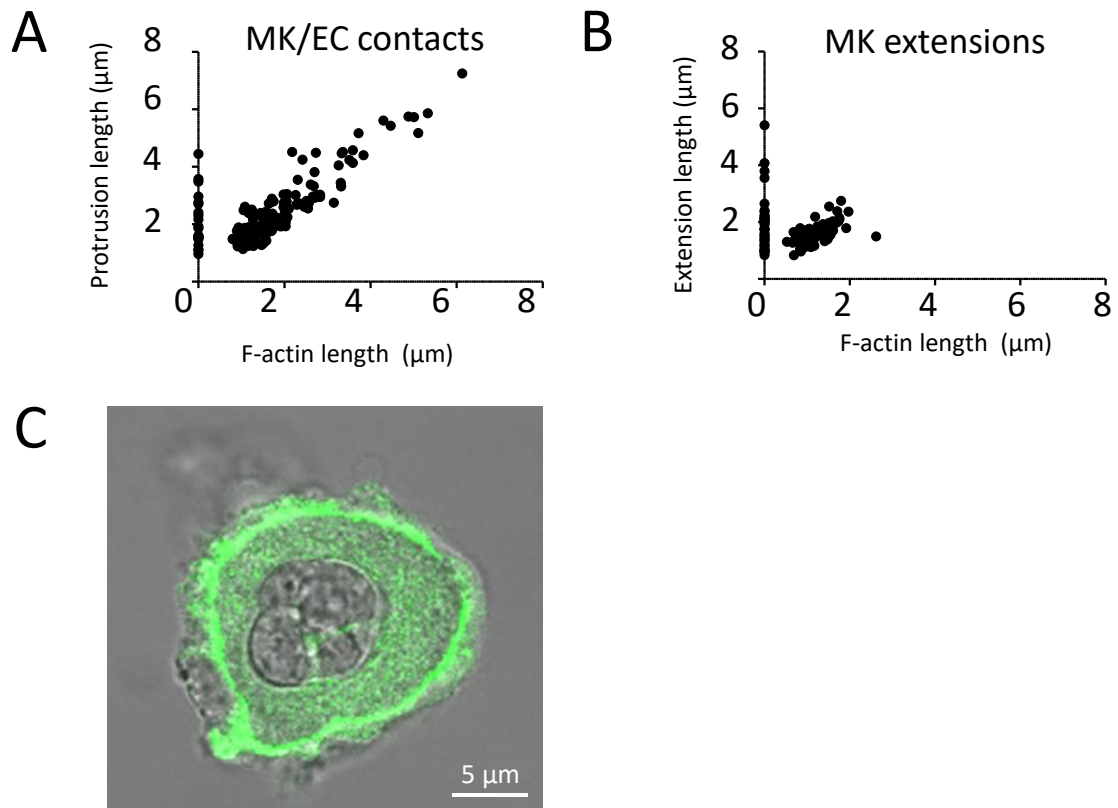 A
MK/EC contacts
Protrusion length (µm)
8
6
4
2
0 2 4 6 8
F-actin length (µm)
B
MK extensions
Extension length (µm)
8
6
4
2
0 2 4 6 8
F-actin length (µm)
C
5 µm